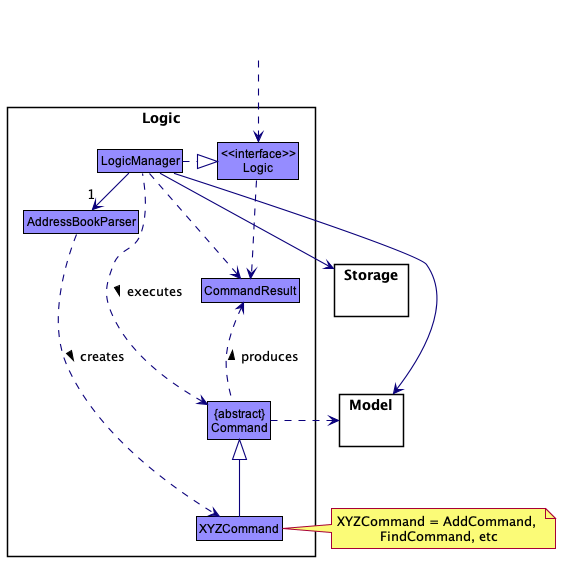 Logic
<<interface>>
Logic
LogicManager
1
AddressBookParser
Storage
executes
CommandResult
creates
produces
Model
{abstract}
Command
XYZCommand
XYZCommand = AddCommand,
FindCommand, etc